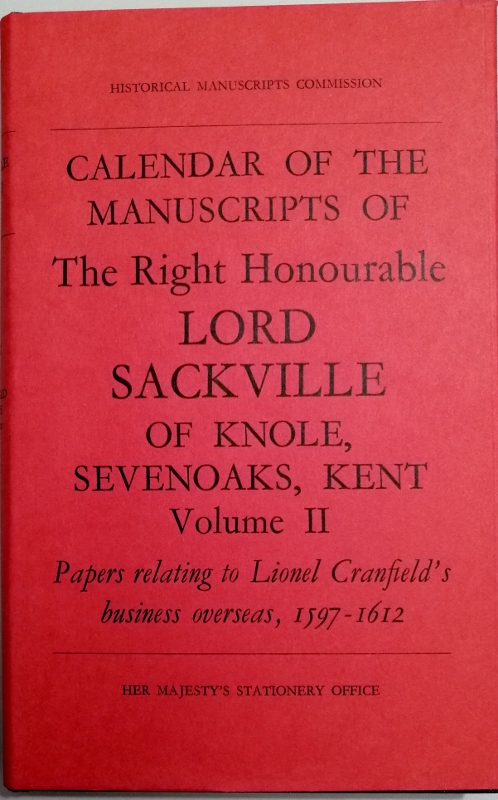 HISTORICAL MANUSCRIPTS COMMISSION
CALENDAR OF THE
MANUSCRIPTS OF
The Right Honourable
LORD
SACKVILLE
OF KNOLE,
SEVENOAKS, KENT
Volume II
Papers relating to Lionel Cranfield's
business overseas, 1597-1612
HER MAJESTY'S STATIONERY OFFICE